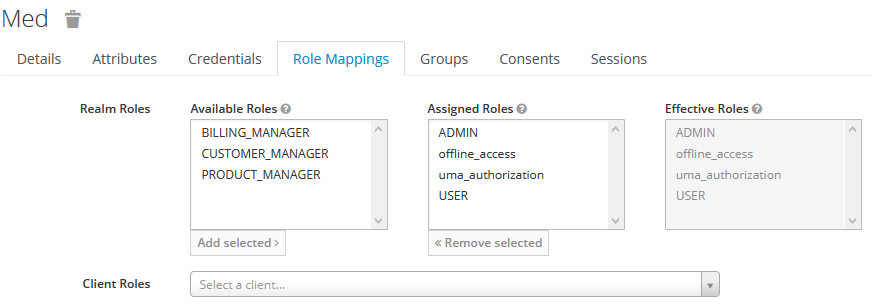 Med
Details Attributes Credentials Role Mappings Groups Consents Sessions
Realm Roles Available Roles Assigned Roles Effective Roles
BILLING_MANAGER ADMIN ADMIN
CUSTOMER_MANAGER offline_access offline_access
PRODUCT_MANAGER uma_authorization uma_authorization
USER USER
Add selected › « Remove selected
Client Roles Select a client...